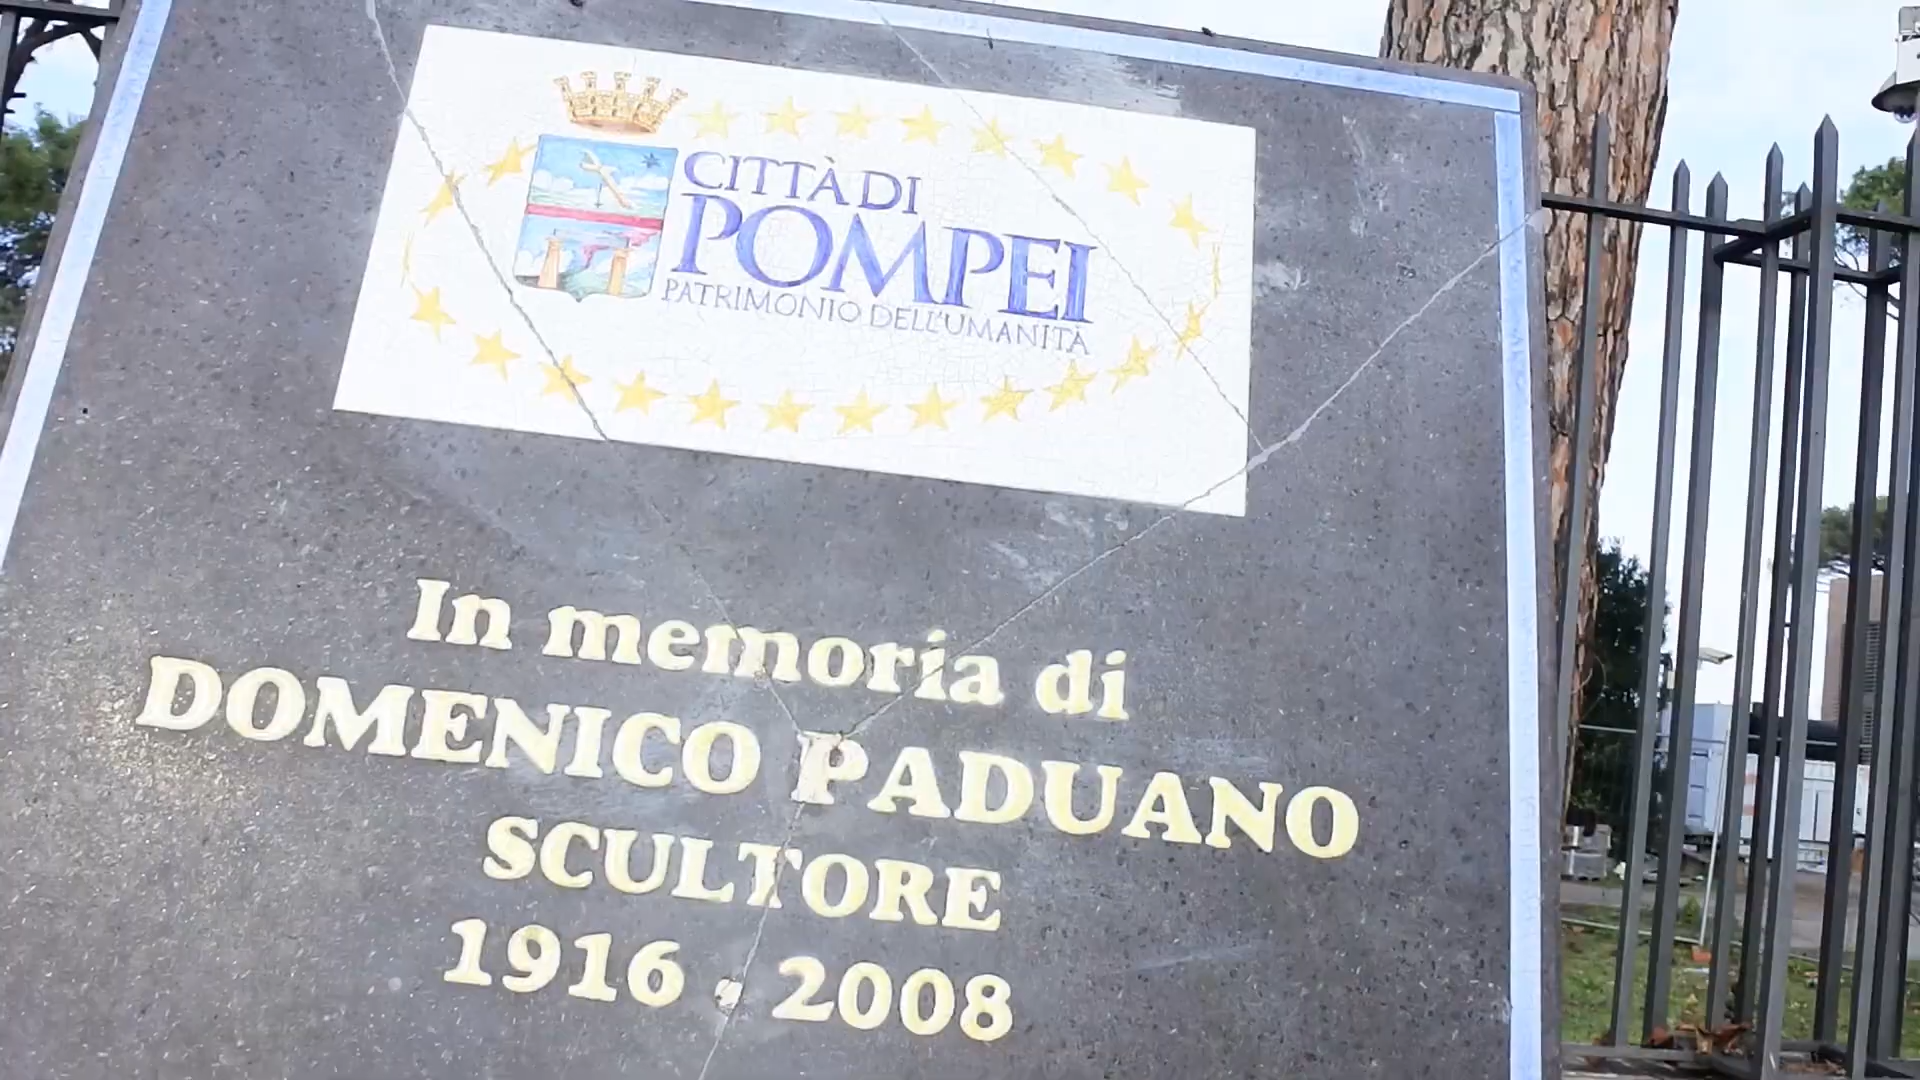 CITTÀ DI
POMPEI
PATRIMONIO DELL'UMANITÀ
In memoria di
DOMENICO PADUANO
SCULTORE
1916 . 2008